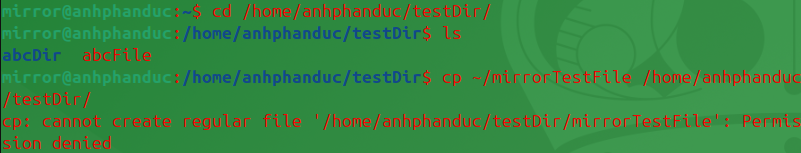 mirror@anhphanduc:~$ cd /home/anhphanduc/testDir/
mirror@anhphanduc:/home/anhphanduc/testDir$ ls
abcDir  abcFile
mirror@anhphanduc:/home/anhphanduc/testDir$ cp ~/mirrorTestFile /home/anhphanduc
/testDir/
cp: cannot create regular file '/home/anhphanduc/testDir/mirrorTestFile': Permis
sion denied